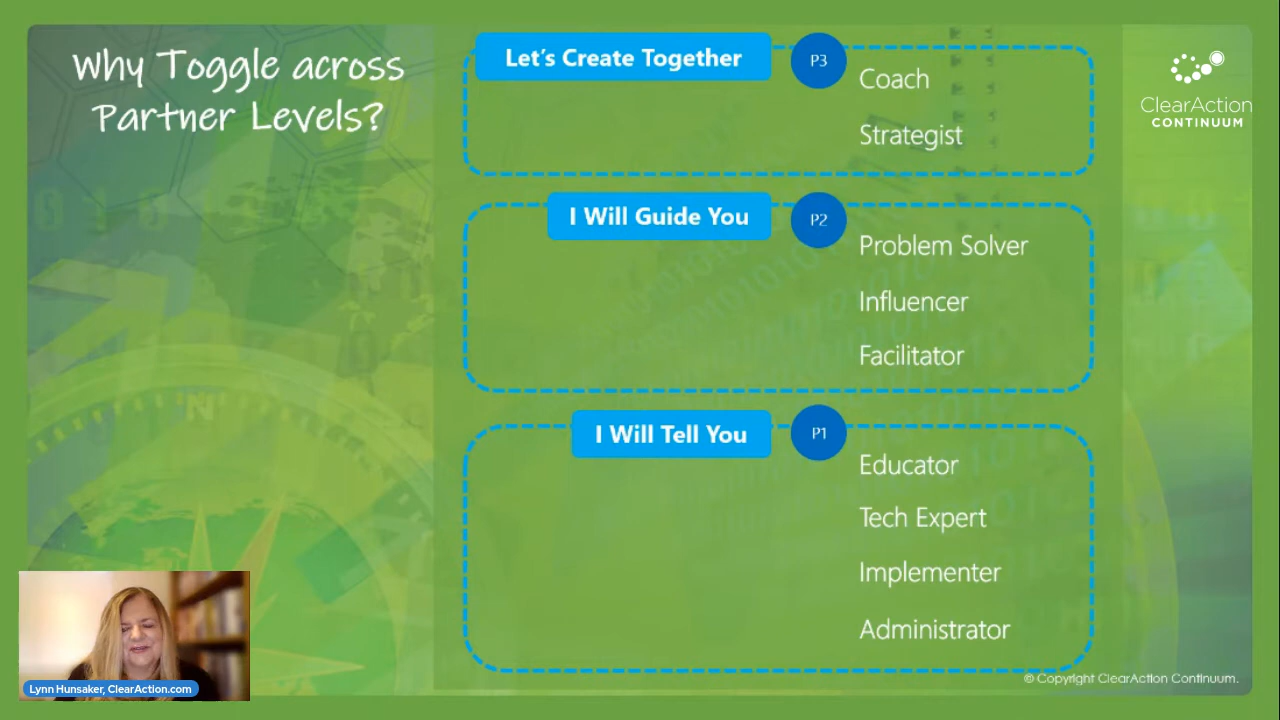 Why Toggle across
Partner Levels?
Let's Create Together
P3
Coach
Strategist
ClearAction
CONTINUUM
I Will Guide You
P2
Problem Solver
Influencer
Facilitator
I Will Tell You
P1
Educator
Tech Expert
Implementer
Administrator
N
Lynn Hunsaker, ClearAction.com
© Copyright ClearAction Continuum.